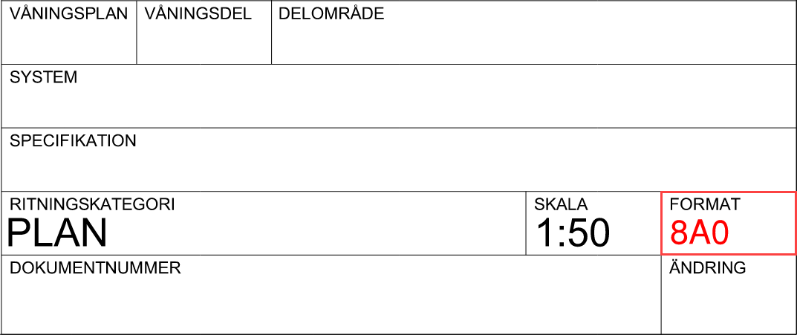 VÅNINGSPLAN VÅNINGSDEL DELOMRÅDE
SYSTEM
SPECIFIKATION
RITNINGSKATEGORI SKALA FORMAT
PLAN 1:50 8A0
DOKUMENTNUMMER ÄNDRING